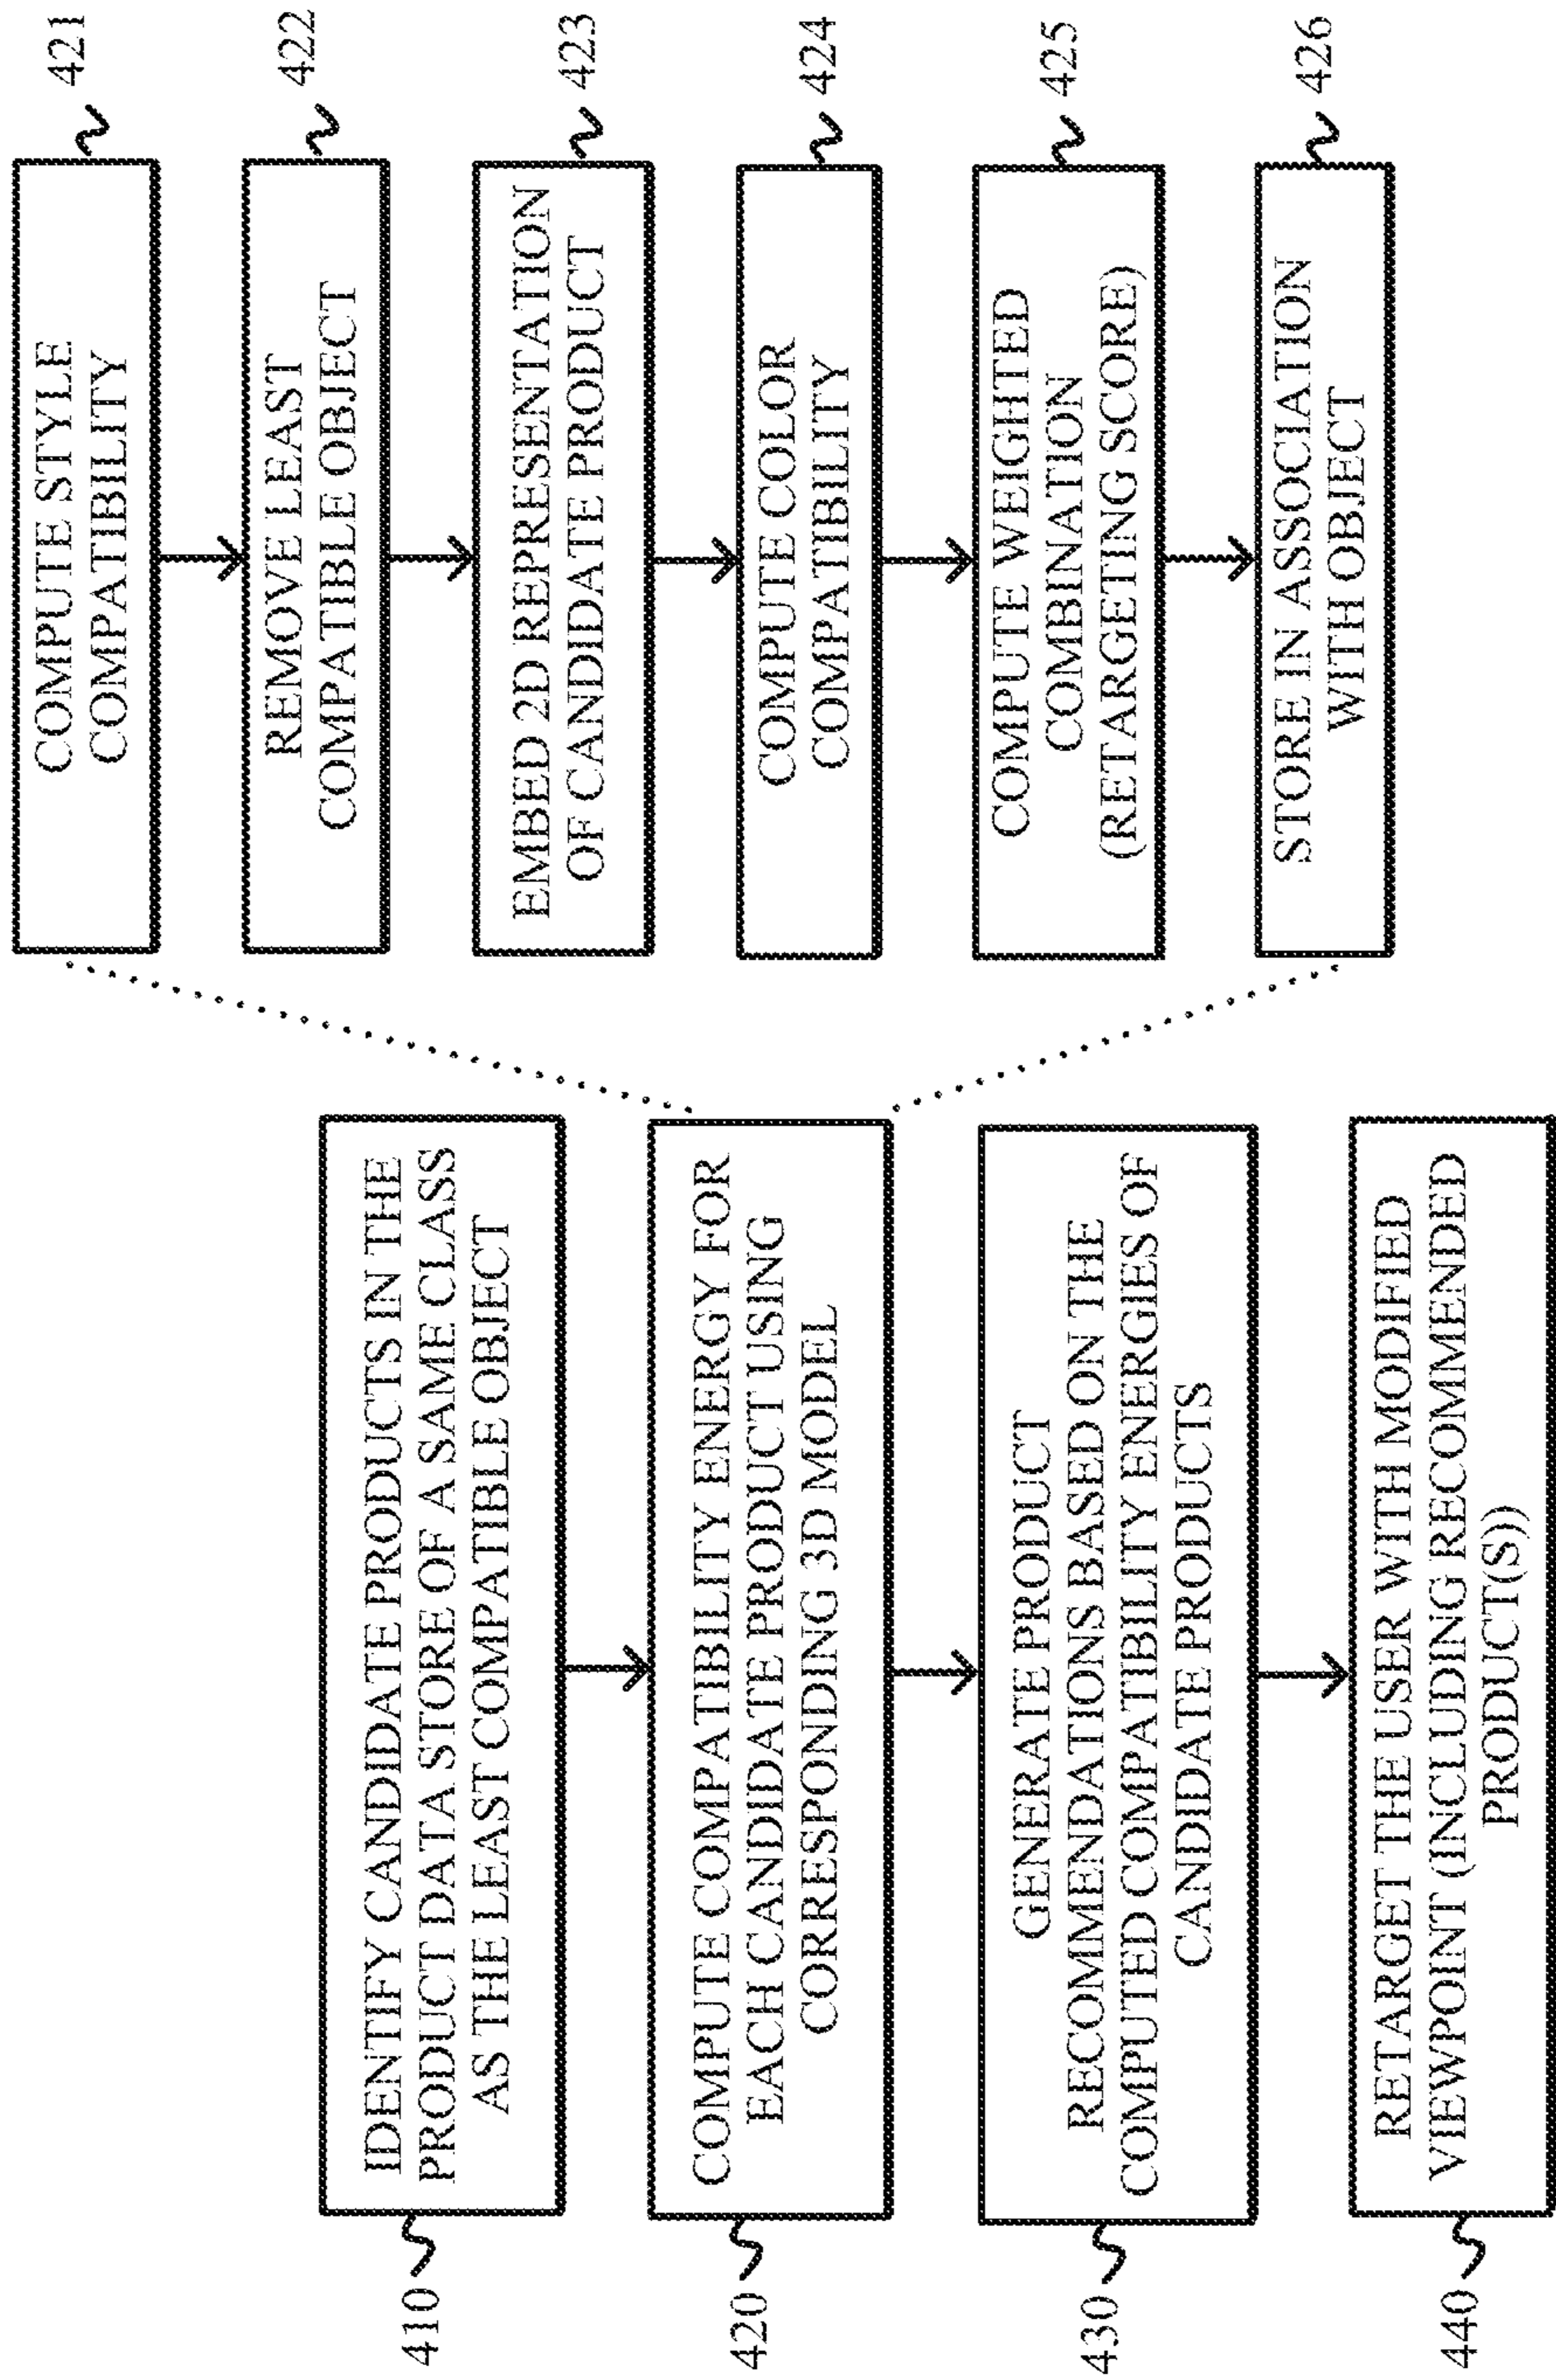 410
IDENTIFY CANDIDATE PRODUCTS IN THE
PRODUCT DATA STORE OF A SAME CLASS
AS THE LEAST COMPATIBLE OBJECT
420
COMPUTE COMPATIBILITY ENERGY FOR
EACH CANDIDATE PRODUCT USING
CORRESPONDING 3D MODEL
430
GENERATE PRODUCT
RECOMMENDATIONS BASED ON THE
COMPUTED COMPATIBILITY ENERGIES OF
CANDIDATE PRODUCTS
440
RETARGET THE USER WITH MODIFIED
VIEWPOINT (INCLUDING RECOMMENDED
PRODUCT(S))
COMPUTE STYLE
COMPATIBILITY
421
REMOVE LEAST
COMPATIBLE OBJECT
422
EMBED 2D REPRESENTATION
OF CANDIDATE PRODUCT
423
COMPUTE COLOR
COMPATIBILITY
424
COMPUTE WEIGHTED
COMBINATION
(RETARGETING SCORE)
425
STORE IN ASSOCIATION
WITH OBJECT
426